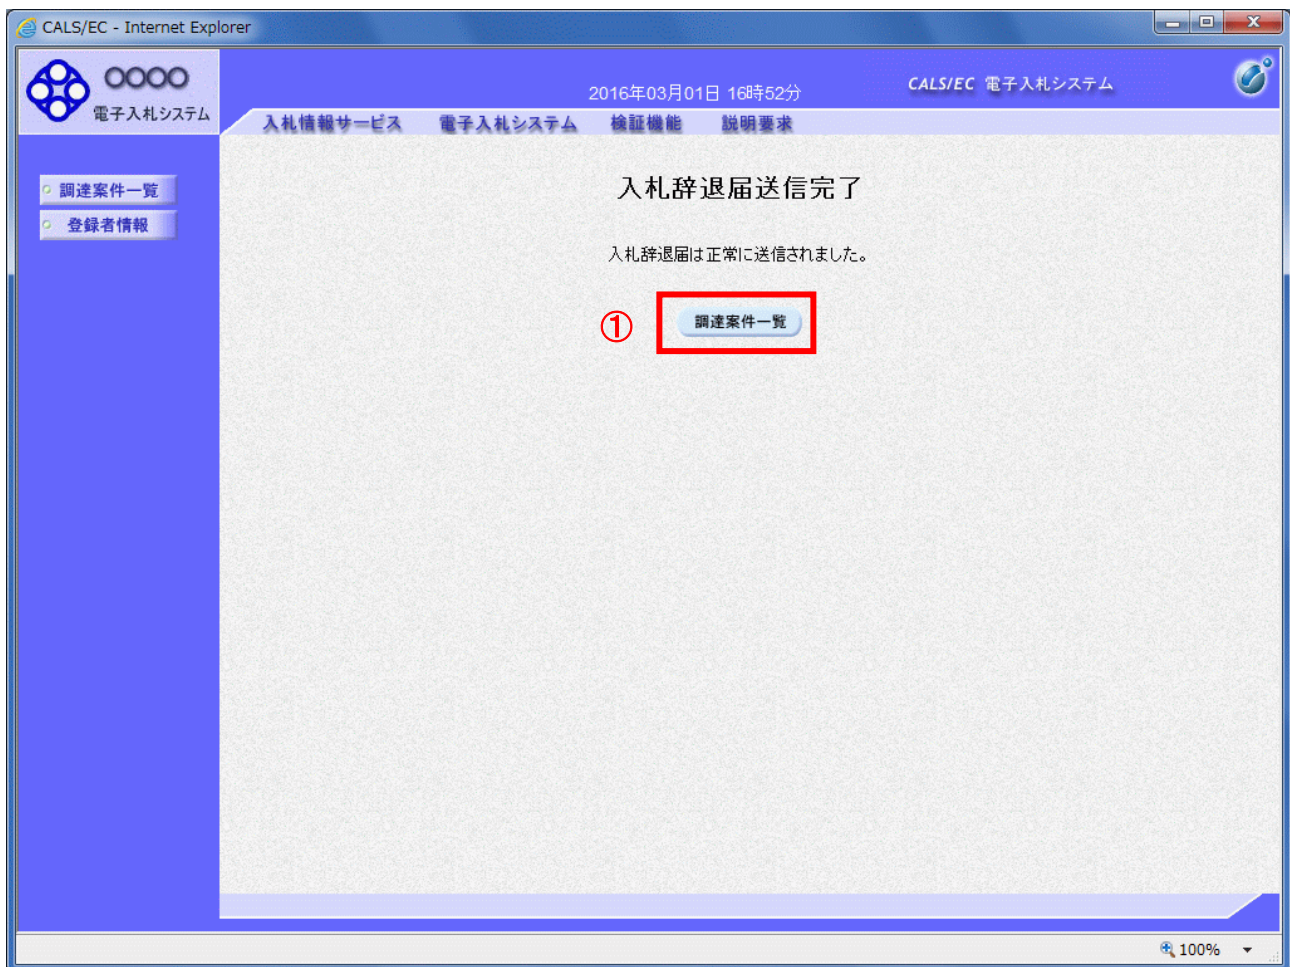 CALS/EC - Internet Explorer
〇〇〇〇
電子入札システム
2016年03月01日 16時52分
CALS/EC 電子入札システム
入札情報サービス 電子入札システム 検証機能 説明要求
調達案件一覧
登録者情報
入札辞退届送信完了
入札辞退届は正常に送信されました。
① 調達案件一覧
100%